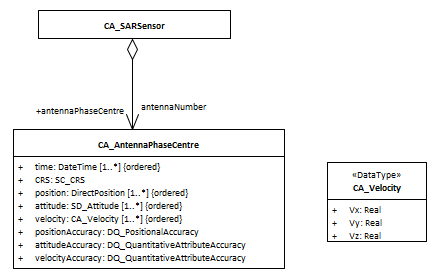 CA_SARSensor
+antennaPhaseCentre
antennaNumber
CA_AntennaPhaseCentre
+ time: DateTime [1..*] {ordered}
+ CRS: SC_CRS
+ position: DirectPosition [1..*] {ordered}
+ attitude: SD_Attitude [1..*] {ordered}
+ velocity: CA_Velocity [1..*] {ordered}
+ positionAccuracy: DQ_PositionalAccuracy
+ attitudeAccuracy: DQ_QuantitativeAttributeAccuracy
+ velocityAccuracy: DQ_QuantitativeAttributeAccuracy
«DataType»
CA_Velocity
+ Vx: Real
+ Vy: Real
+ Vz: Real